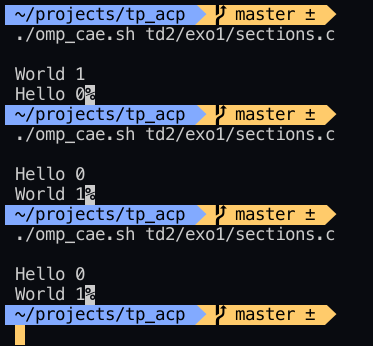 ~/projects/tp_acp master ±
./omp_cae.sh td2/exo1/sections.c
World 1
Hello 0%
~/projects/tp_acp master ±
./omp_cae.sh td2/exo1/sections.c
Hello 0
World 1%
~/projects/tp_acp master ±
./omp_cae.sh td2/exo1/sections.c
Hello 0
World 1%
~/projects/tp_acp master ±